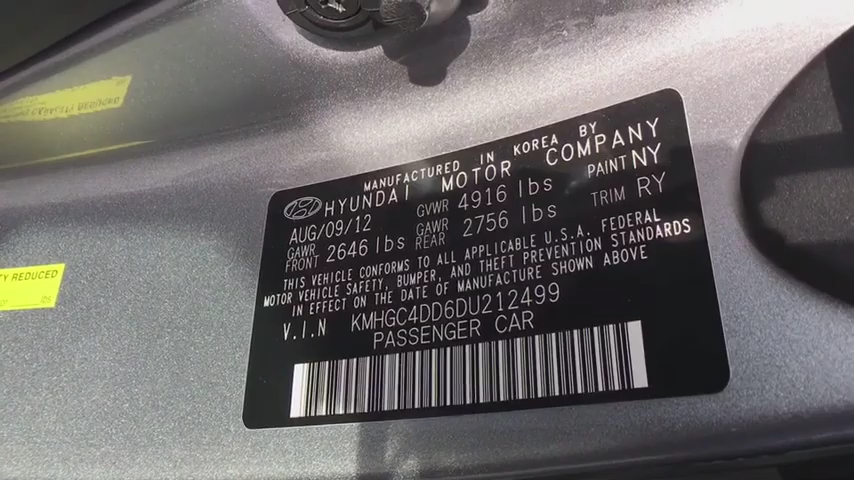 MANUFACTURED IN KOREA BY
HYUNDAI MOTOR COMPANY
AUG/09/12 GVWR 4916 lbs PAINT NY
GAWR FRONT 2646 lbs GAWR REAR 2756 lbs TRIM RY
THIS VEHICLE CONFORMS TO ALL APPLICABLE U.S.A. FEDERAL
MOTOR VEHICLE SAFETY, BUMPER, AND THEFT PREVENTION STANDARDS
IN EFFECT ON THE DATE OF MANUFACTURE SHOWN ABOVE
V.I.N KMHGC4DD6DU212499
PASSENGER CAR
TY REDUCED